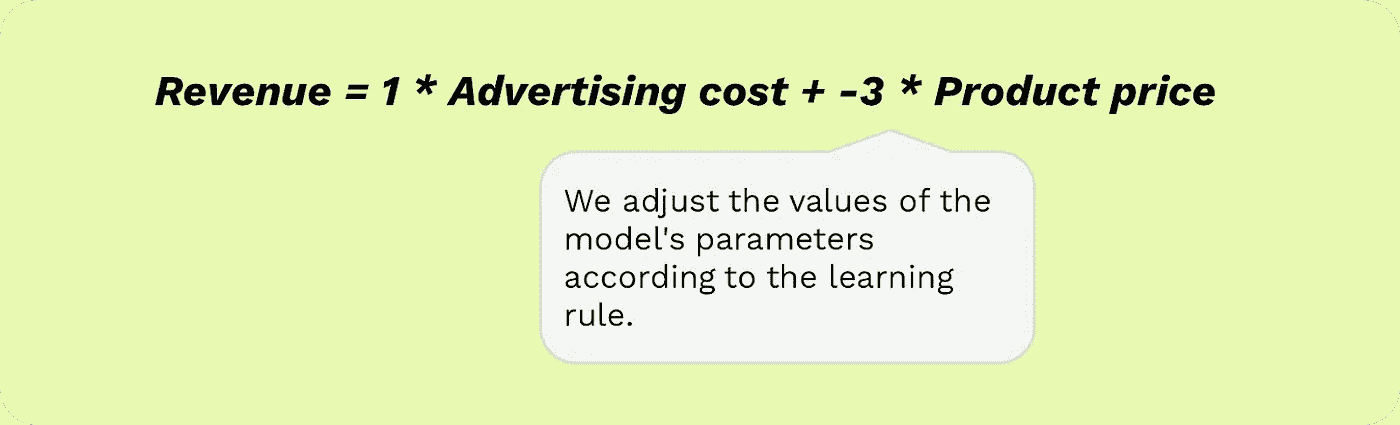 Revenue = 1 * Advertising cost + -3 * Product price
We adjust the values of the
model's parameters
according to the learning
rule.